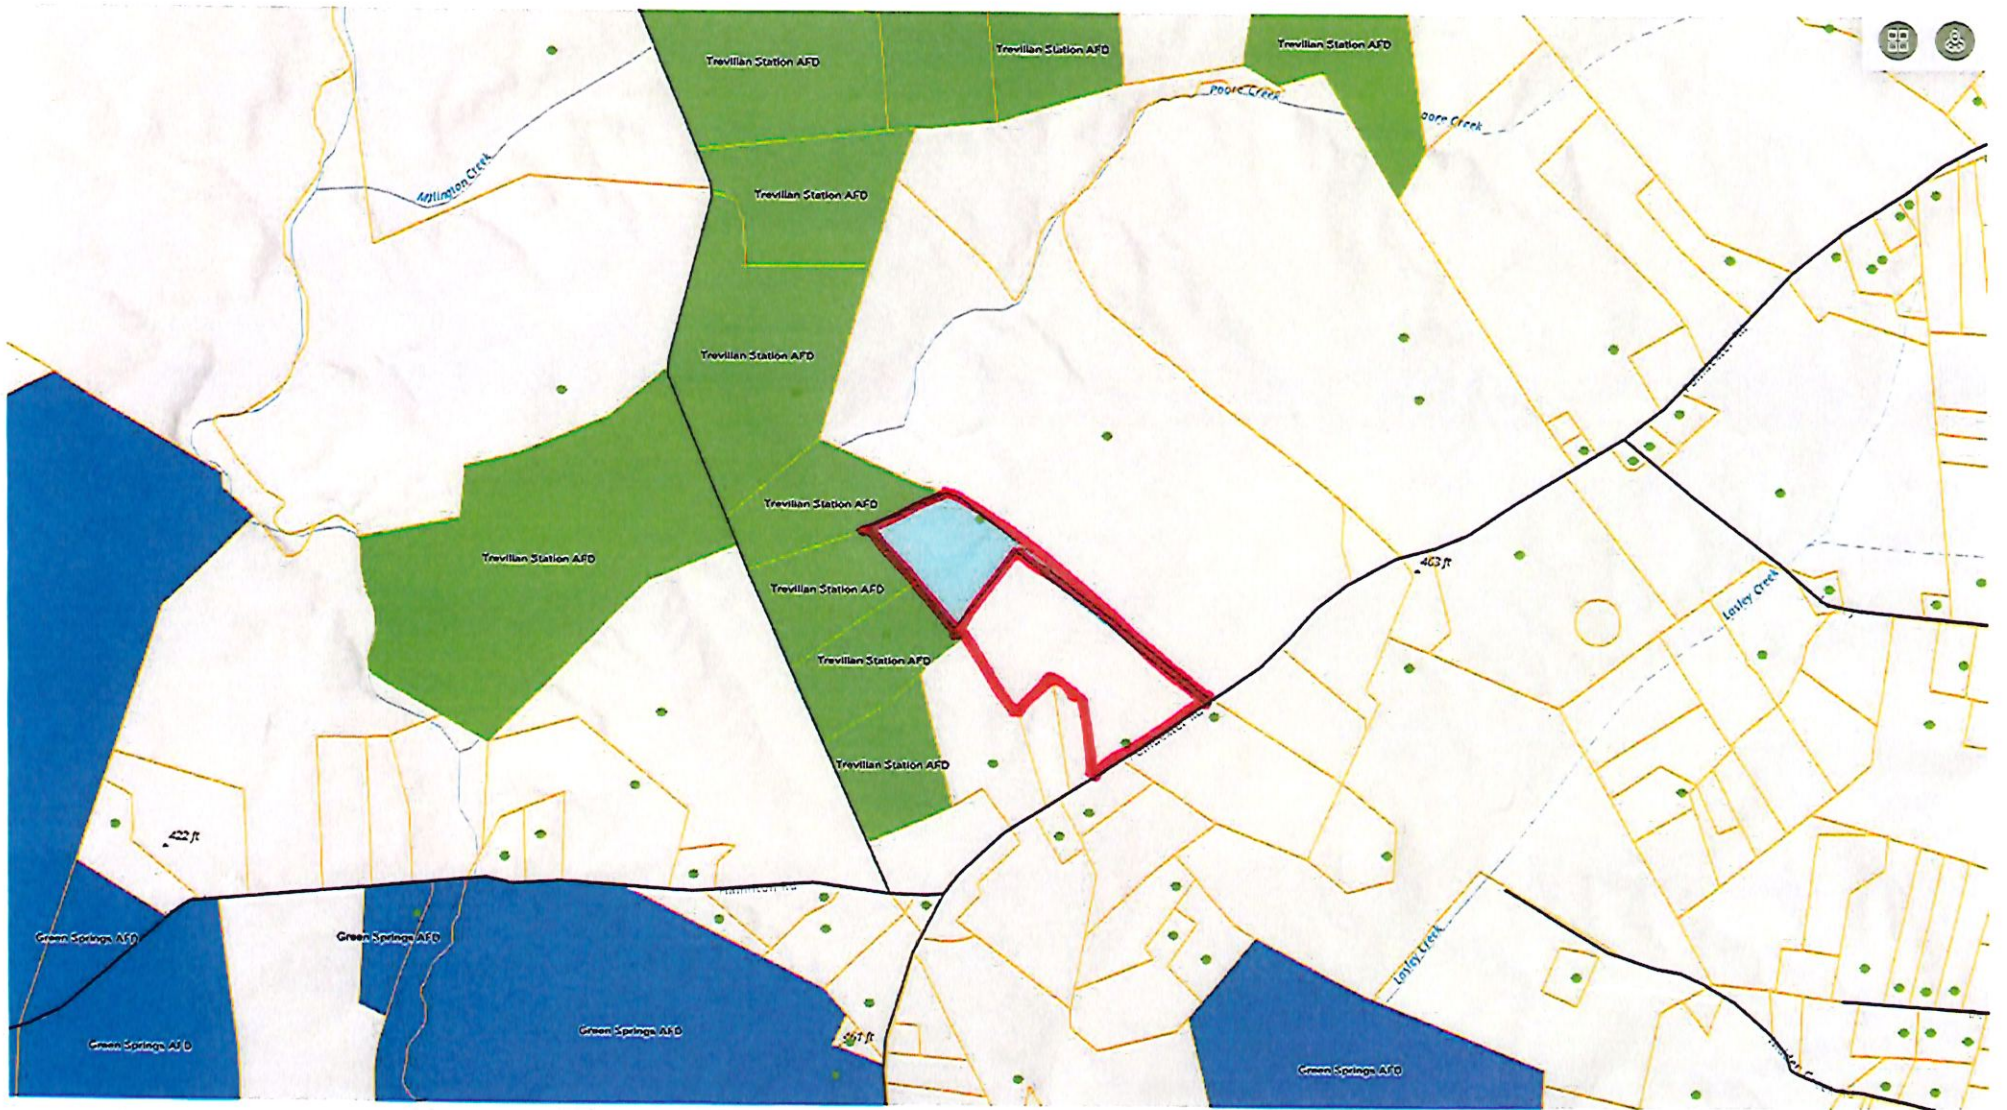 Trevilian Station AFD
Trevilian Station AFD
Trevilian Station AFD
Poore Creek
oore Creek
Arlington Creek
Trevilian Station AFD
Trevilian Station AFD
Trevilian Station AFD
Trevilian Station AFD
Trevilian Station AFD
463 ft
Lasley Creek
Trevilian Station AFD
Trevilian Station AFD
422 ft
Hamilton Rd
Green Springs AFD
Green Springs AFD
Lasley Creek
Green Springs AFD
Green Springs AFD
Green Springs AFD